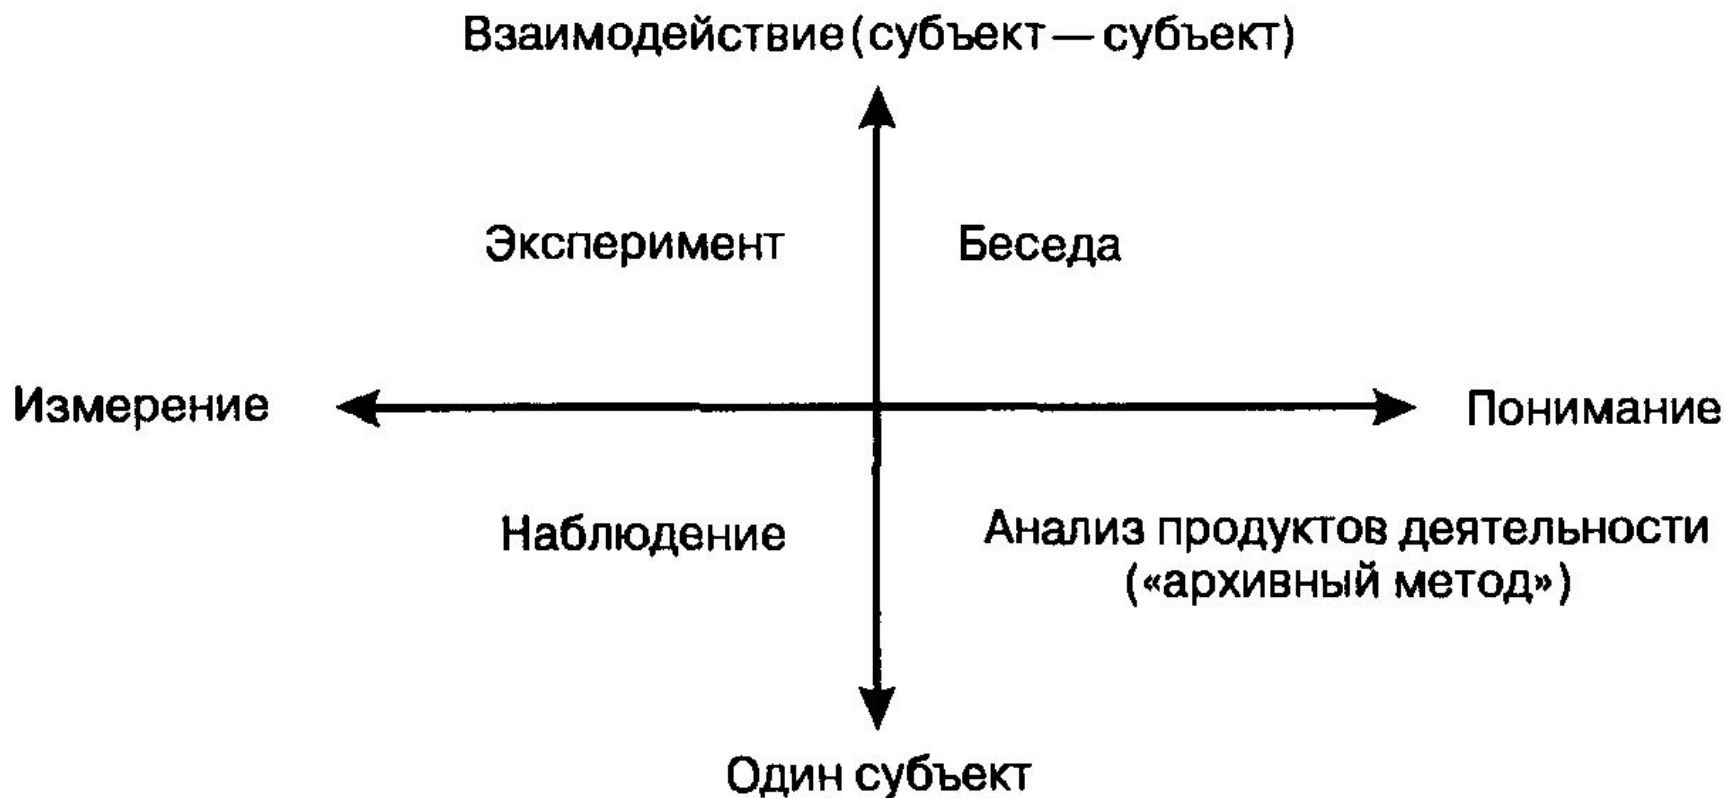 Взаимодействие (субъект — субъект)
Эксперимент
Беседа
Измерение
Понимание
Наблюдение
Анализ продуктов деятельности
(«архивный метод»)
Один субъект